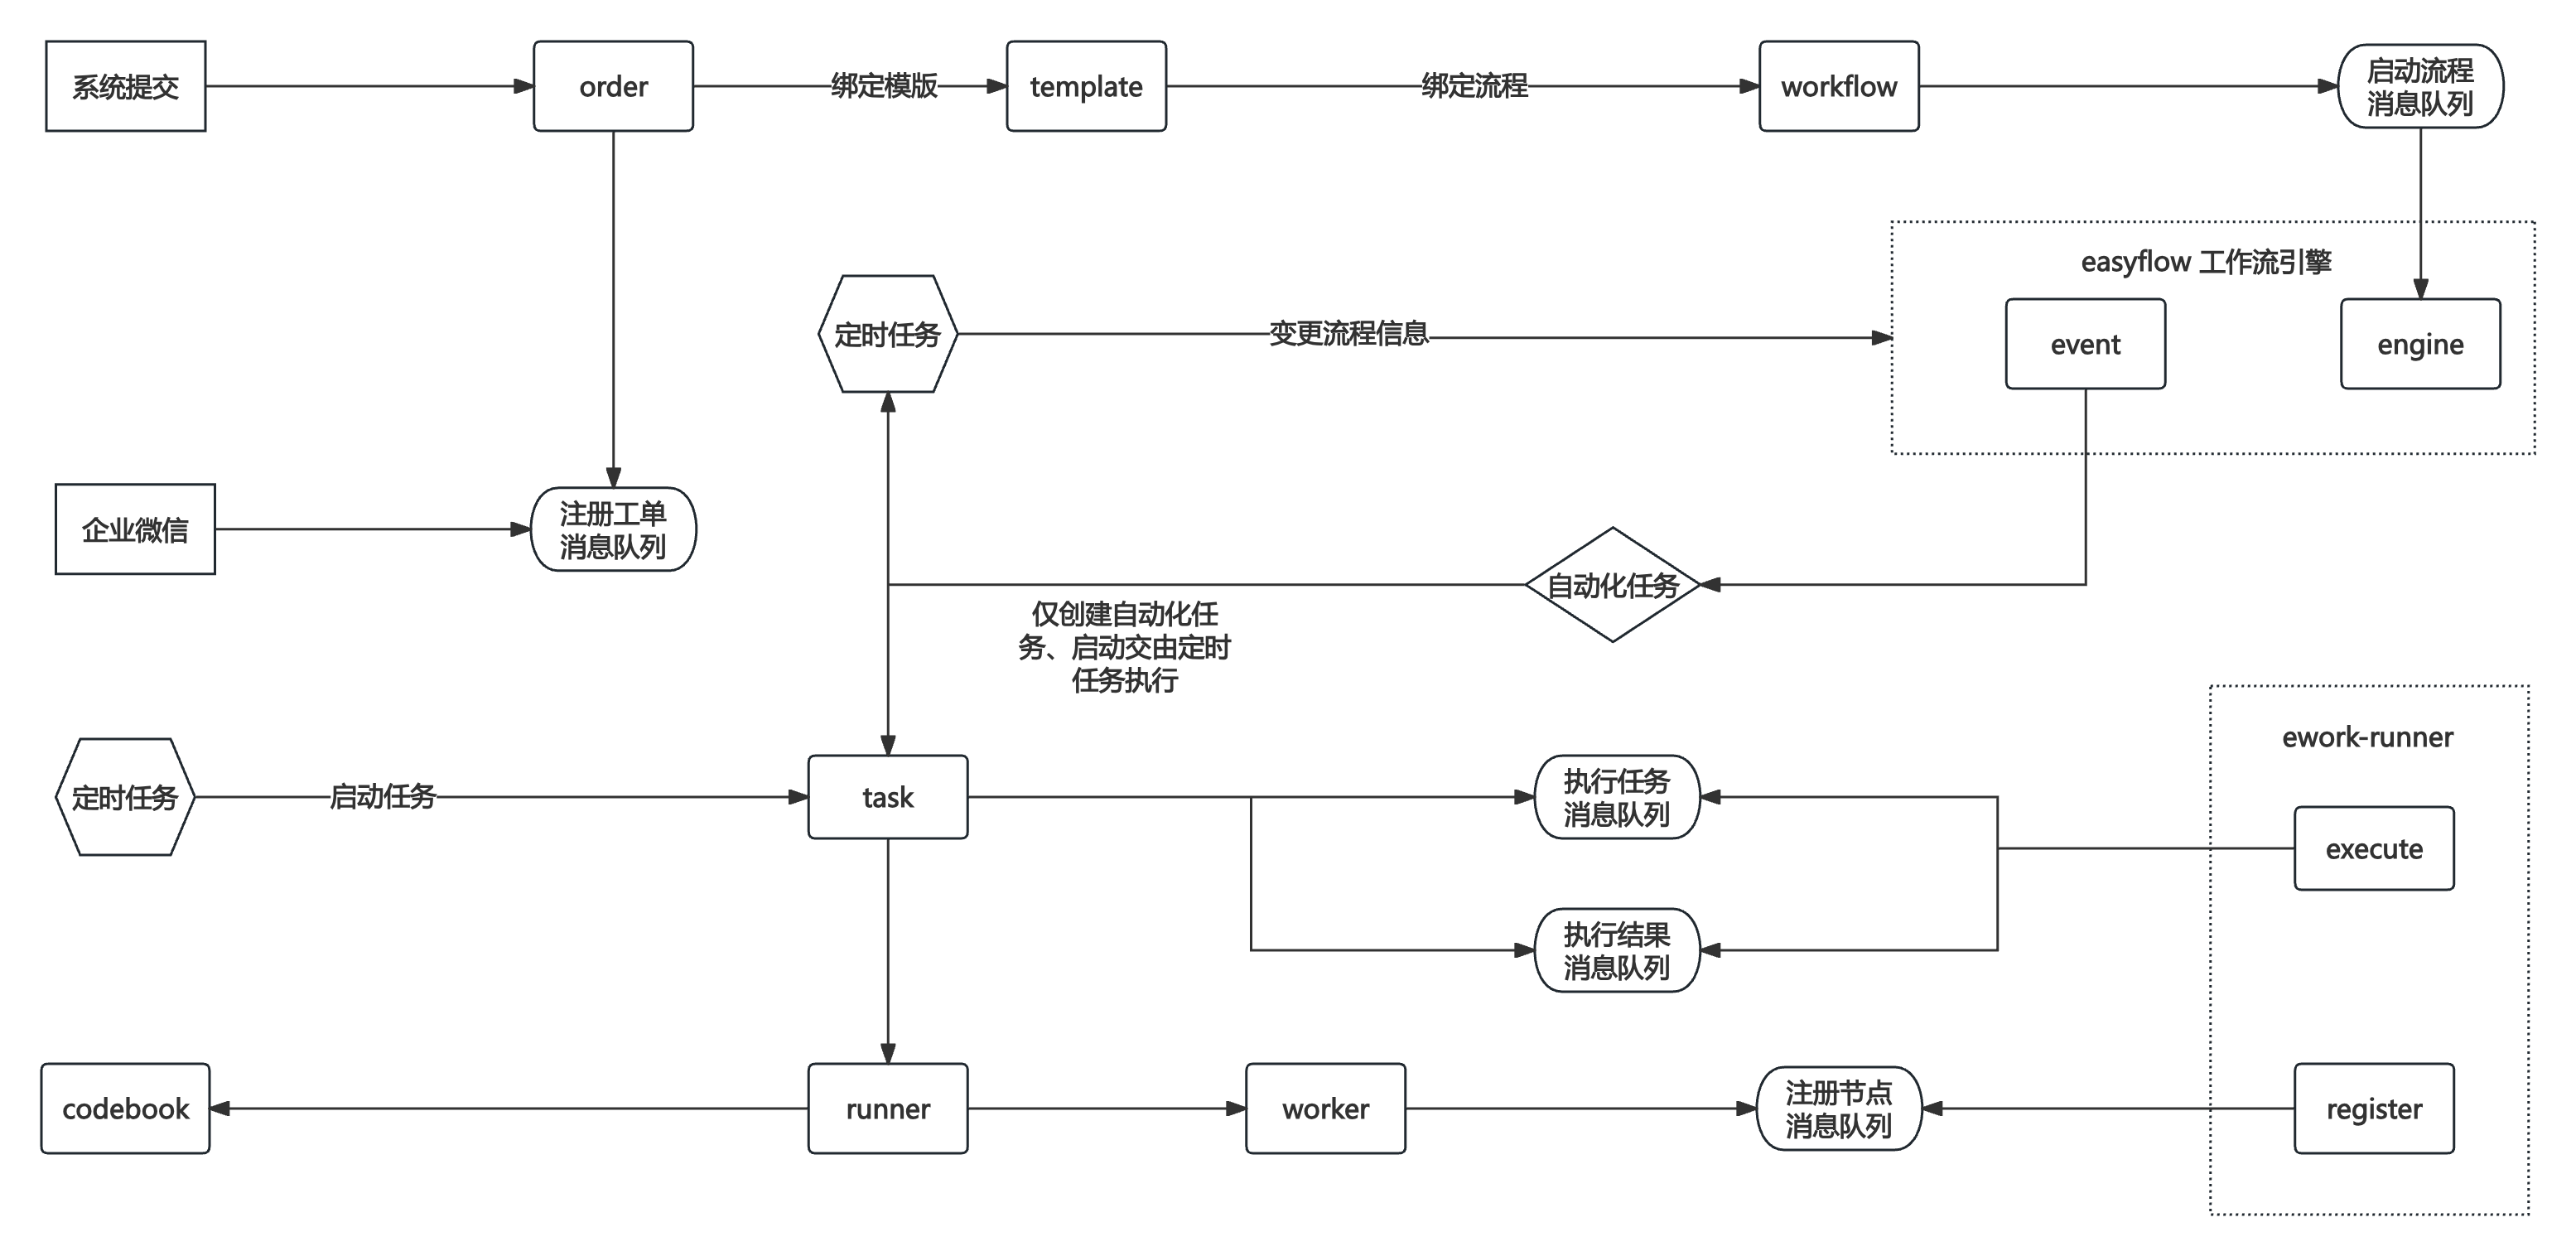 系统提交
order
绑定模版
template
绑定流程
workflow
启动流程
消息队列
easyflow 工作流引擎
定时任务
变更流程信息
event
engine
企业微信
注册工单
消息队列
自动化任务
仅创建自动化任
务、启动交由定时
任务执行
ework-runner
定时任务
启动任务
task
执行任务
消息队列
execute
执行结果
消息队列
codebook
runner
worker
注册节点
消息队列
register